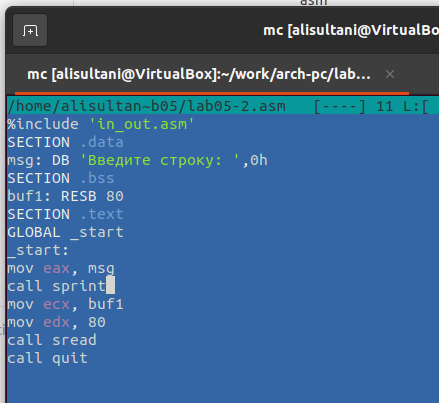 asm
mc [alisultani@VirtualBo
mc [alisultani@VirtualBox]:~/work/arch-pc/lab... ×
/home/alisultan~b05/lab05-2.asm [----] 11 L:[
%include 'in_out.asm'
SECTION .data
msg: DB 'Введите строку: ',0h
SECTION .bss
buf1: RESB 80
SECTION .text
GLOBAL _start
_start:
mov eax, msg
call sprint
mov ecx, buf1
mov edx, 80
call sread
call quit